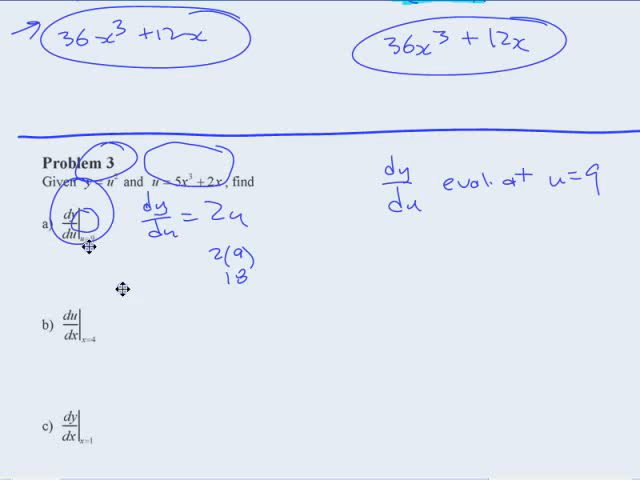 → 36x³ + 12x
36x³ + 12x
Problem 3
Given y = u² and u = 5x³ + 2x, find
dy/du eval. at u=9
a) dy/du|u=9
dy/du = 2u
2(9)
18
b) du/dx|x=4
c) dy/dx|x=1